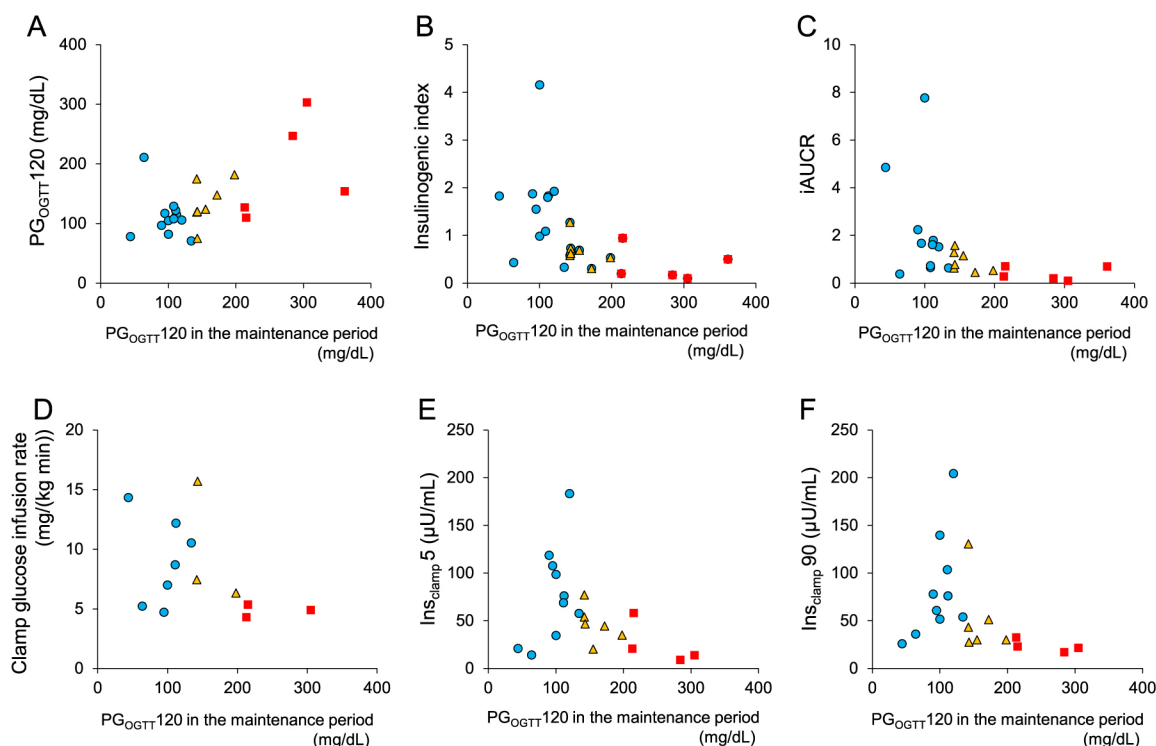 A
400
300
200
100
0
0 100 200 300 400
PGOGTT120 (mg/dL)
PGOGTT120 in the maintenance period
(mg/dL)
B
5
4
3
2
1
0
0 100 200 300 400
Insulinogenic index
PGOGTT120 in the maintenance period
(mg/dL)
C
10
8
6
4
2
0
0 100 200 300 400
iAUCR
PGOGTT120 in the maintenance period
(mg/dL)
D
20
15
10
5
0
0 100 200 300 400
Clamp glucose infusion rate
(mg/(kg min))
PGOGTT120 in the maintenance period
(mg/dL)
E
250
200
150
100
50
0
0 100 200 300 400
Insclamp 5 (µU/mL)
PGOGTT120 in the maintenance period
(mg/dL)
F
250
200
150
100
50
0
0 100 200 300 400
Insclamp 90 (µU/mL)
PGOGTT120 in the maintenance period
(mg/dL)